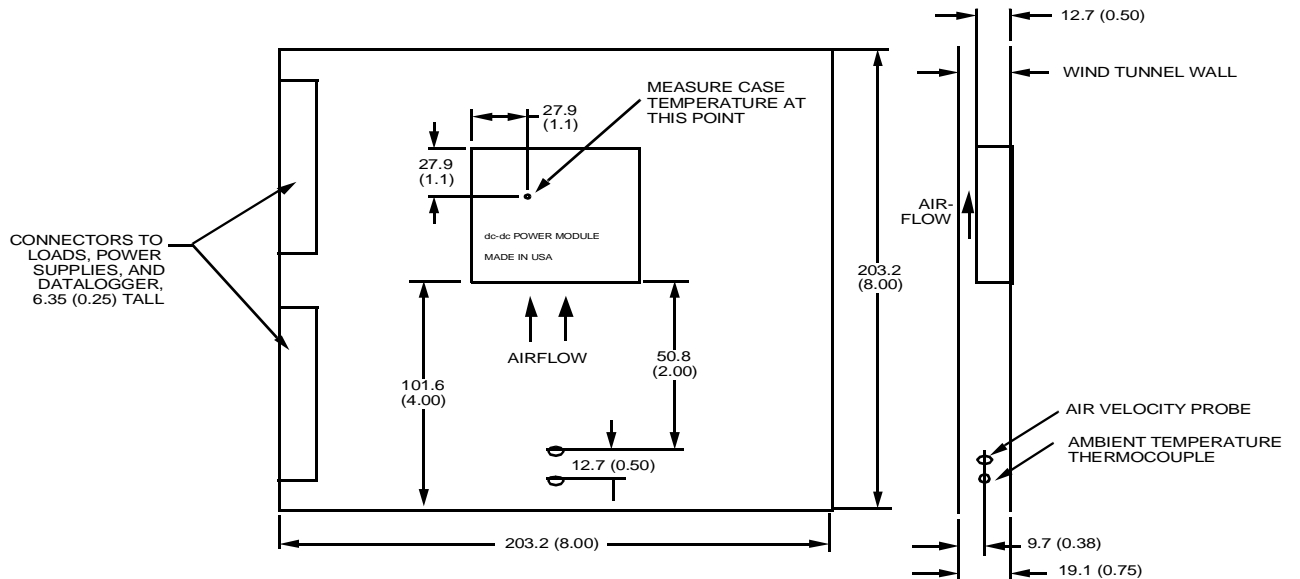 12.7 (0.50)
WIND TUNNEL WALL
MEASURE CASE
TEMPERATURE AT
THIS POINT
27.9
(1.1)
27.9
(1.1)
AIR-
FLOW
dc-dc POWER MODULE
MADE IN USA
CONNECTORS TO
LOADS, POWER
SUPPLIES, AND
DATALOGGER,
6.35 (0.25) TALL
203.2
(8.00)
AIRFLOW
50.8
(2.00)
101.6
(4.00)
AIR VELOCITY PROBE
AMBIENT TEMPERATURE
THERMOCOUPLE
12.7 (0.50)
203.2 (8.00)
9.7 (0.38)
19.1 (0.75)